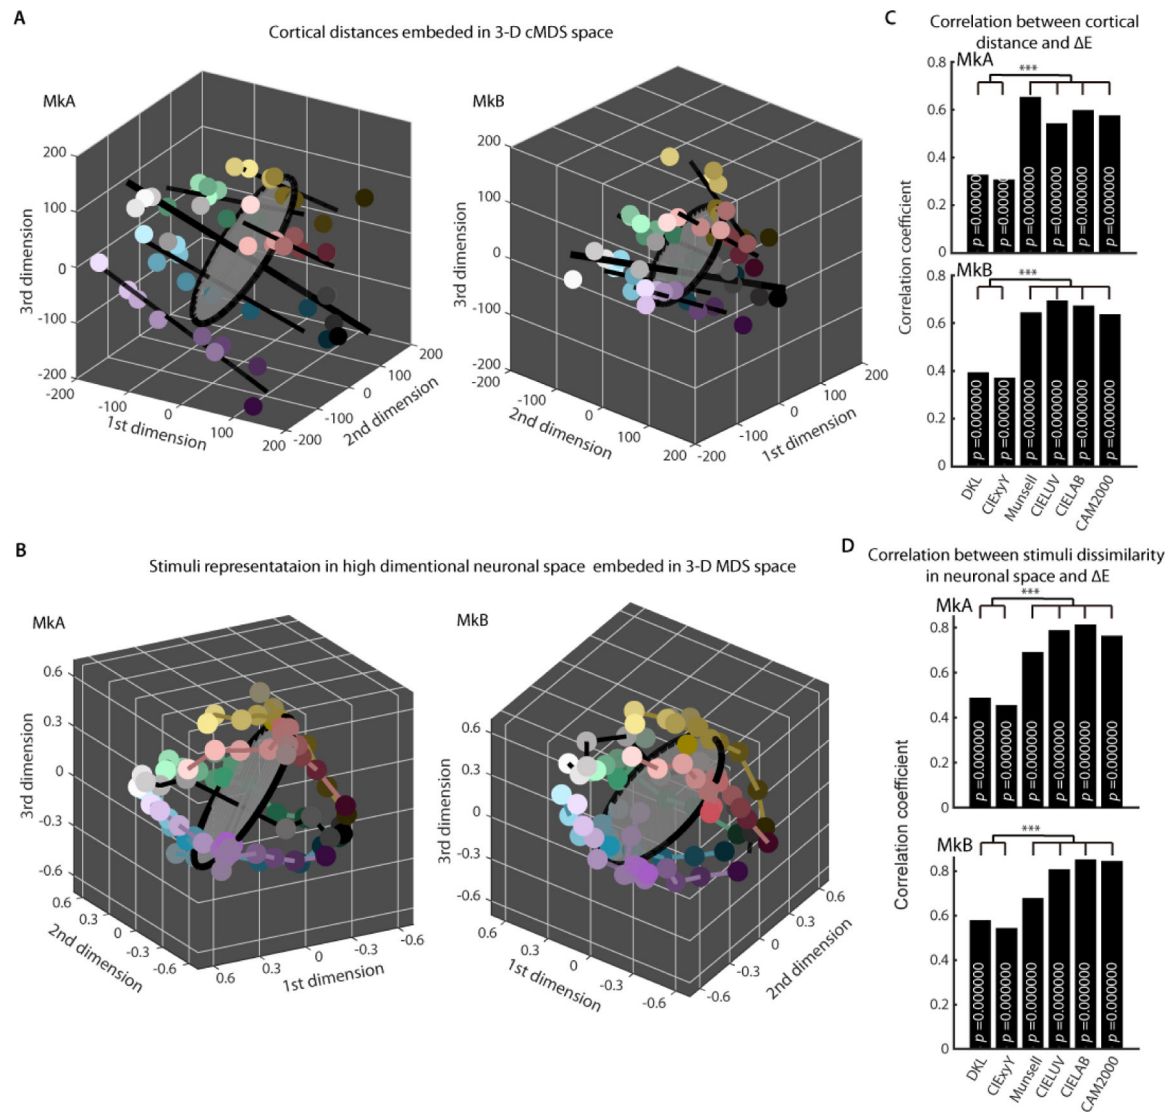 A
Cortical distances embeded in 3-D cMDS space
MkA
200
100
0
-100
-200
3rd dimension
-200
-100
0
100
200
1st dimension
-200
-100
0
100
200
2nd dimension
MkB
200
100
0
-100
-200
3rd dimension
-200
-100
0
100
200
2nd dimension
-200
-100
0
100
200
1st dimension
B
Stimuli representataion in high dimentional neuronal space embeded in 3-D MDS space
MkA
0.6
0.3
0
-0.3
-0.6
3rd dimension
0.6
0.3
0
-0.3
-0.6
2nd dimension
0.6
0.3
0
-0.3
-0.6
1st dimension
MkB
0.6
0.3
0
-0.3
-0.6
3rd dimension
0.6
0.3
0
-0.3
-0.6
1st dimension
-0.6
-0.3
0
0.3
0.6
2nd dimension
C
Correlation between cortical
distance and ΔE
MkA
***
0.8
0.6
0.4
0.2
0
p =0.000000
p =0.000001
p =0.000000
p =0.000000
p =0.000000
p =0.000000
Correlation coefficient
MkB
***
0.6
0.4
0.2
0
p =0.000000
p =0.000000
p =0.000000
p =0.000000
p =0.000000
p =0.000000
DKL
CIExyY
Munsell
CIELUV
CIELAB
CAM2000
D
Correlation between stimuli dissimilarity
in neuronal space and ΔE
MkA
***
0.8
0.6
0.4
0.2
0
p =0.000000
p =0.000000
p =0.000000
p =0.000000
p =0.000000
p =0.000000
Correlation coefficient
MkB
***
0.8
0.6
0.4
0.2
0
p =0.000000
p =0.000000
p =0.000000
p =0.000000
p =0.000000
p =0.000000
DKL
CIExyY
Munsell
CIELUV
CIELAB
CAM2000